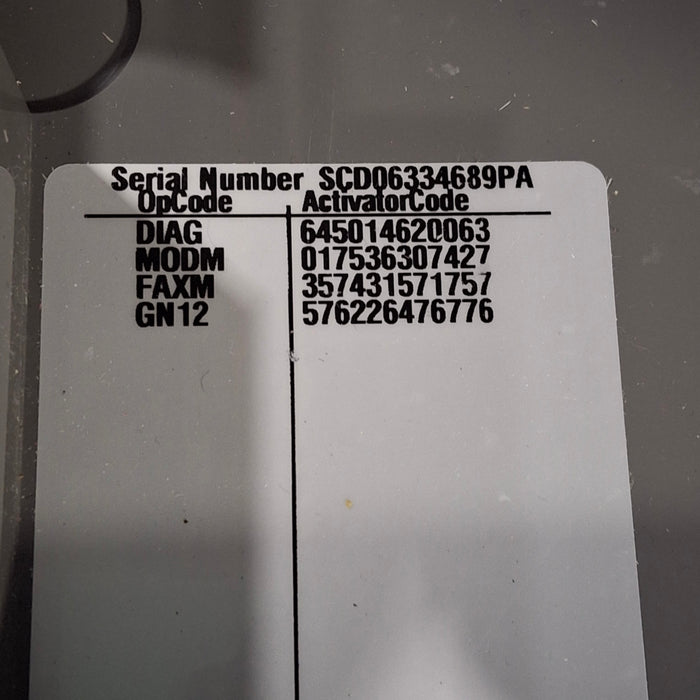 Serial Number SCD06334689PA
OpCode ActivatorCode
DIAG 645014620063
MODM 017536307427
FAXM 357431571757
GN12 576226476776